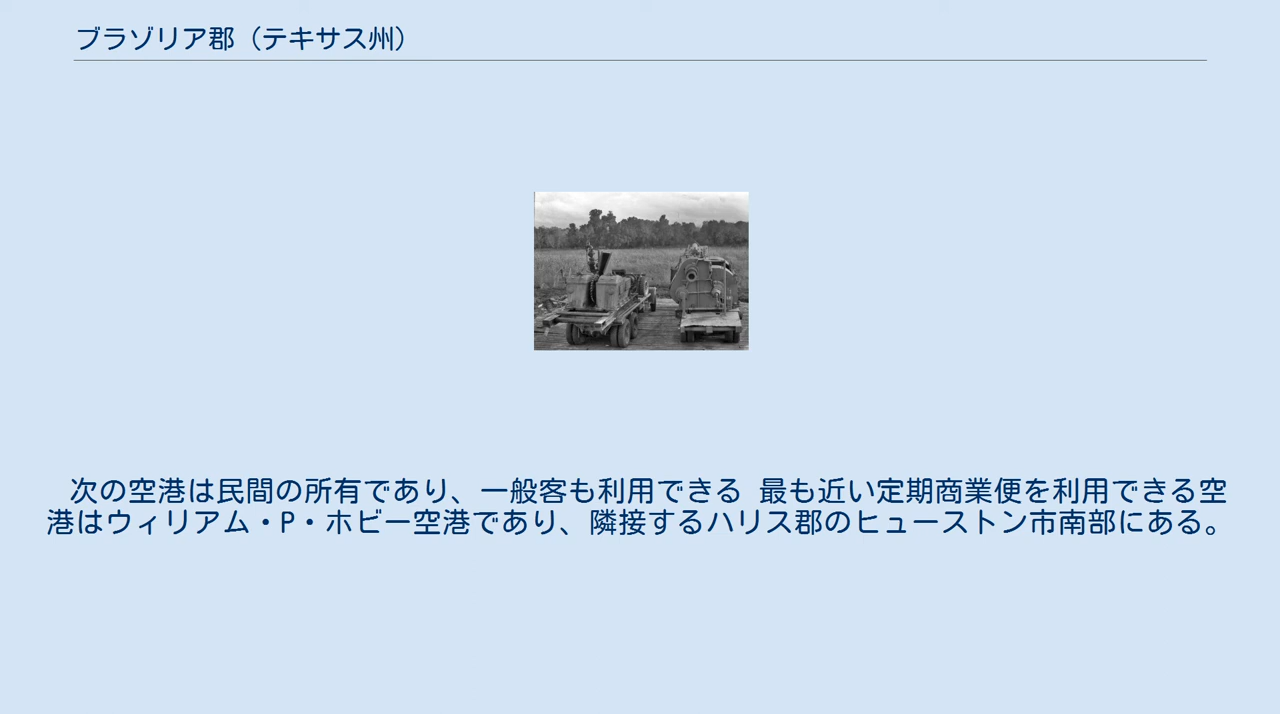 ブラゾリア郡（テキサス州）
次の空港は民間の所有であり、一般客も利用できる 最も近い定期商業便を利用できる空
港はウィリアム・P・ホビー空港であり、隣接するハリス郡のヒューストン市南部にある。